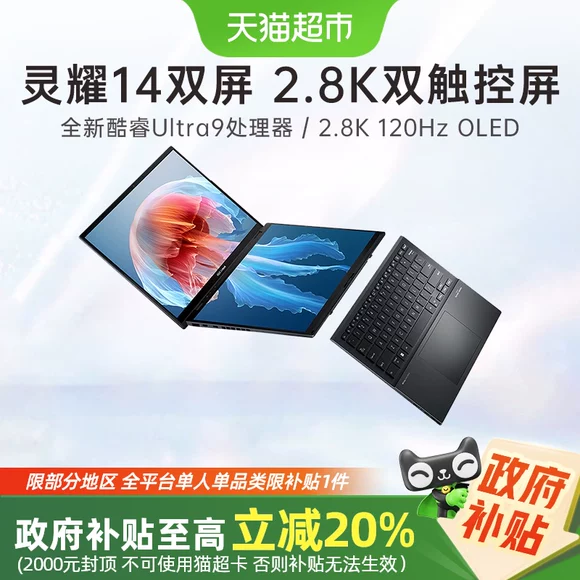 天猫超市
灵耀14双屏 2.8K双触控屏
全新酷睿Ultra9处理器 / 2.8K 120Hz OLED
限部分地区 全平台单人单品类限补贴1件
政府补贴至高 立减20%
(2000元封顶 不可使用猫超卡 否则补贴无法生效)
政府
补贴